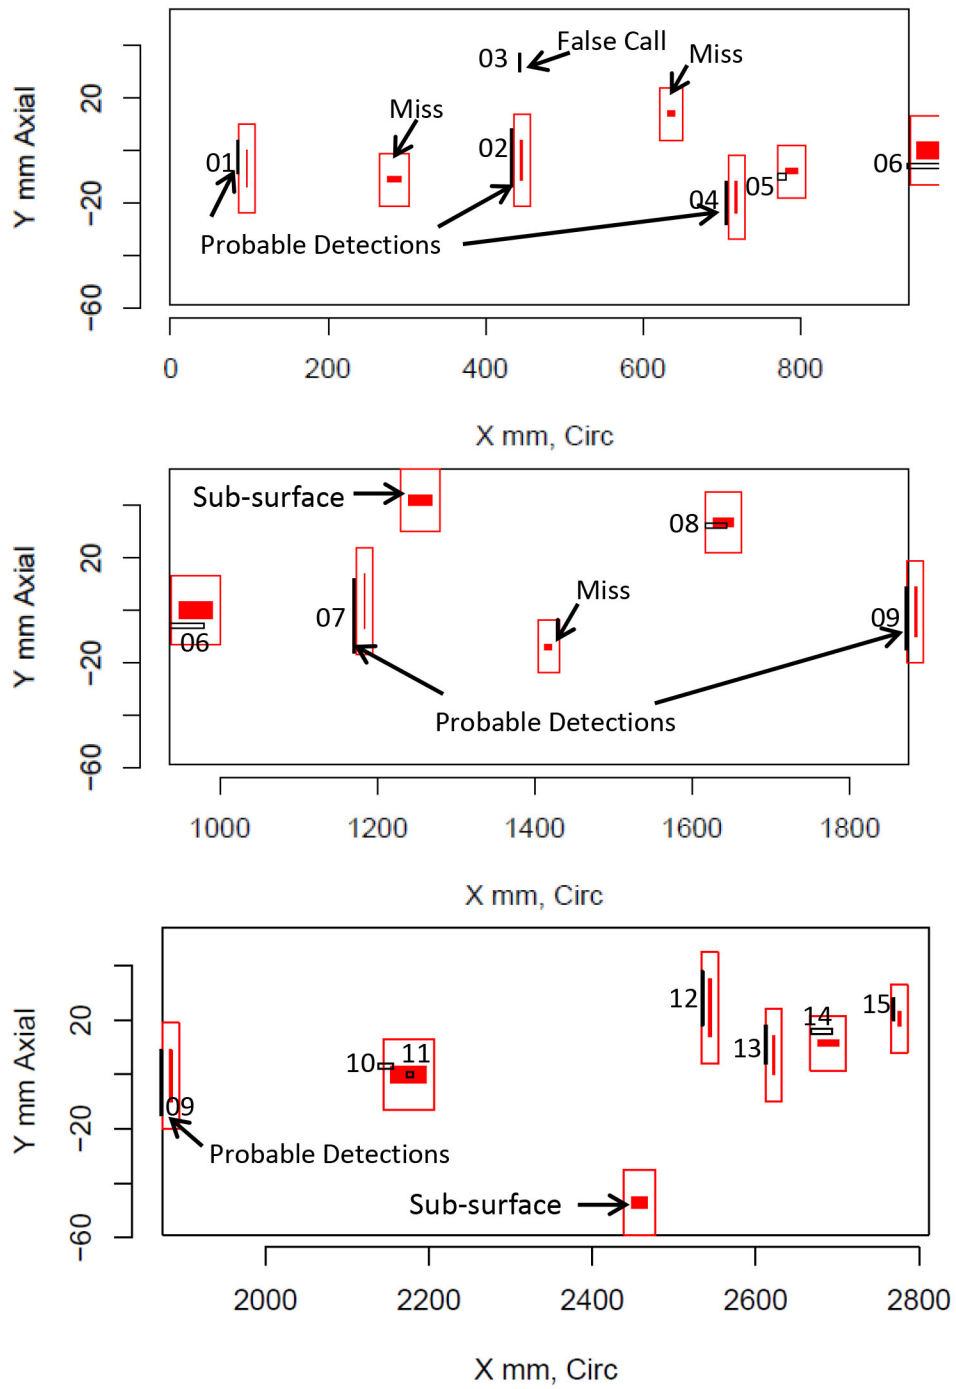 03
False Call
Miss
Miss
20
01
02
06
05
04
−20
Probable Detections
−60
Y mm Axial
0
200
400
600
800
X mm, Circ
Sub-surface
08
20
Miss
07
09
06
−20
Probable Detections
−60
Y mm Axial
1000
1200
1400
1600
1800
X mm, Circ
12
15
14
20
10
11
13
09
−20
Probable Detections
Sub-surface
−60
Y mm Axial
2000
2200
2400
2600
2800
X mm, Circ